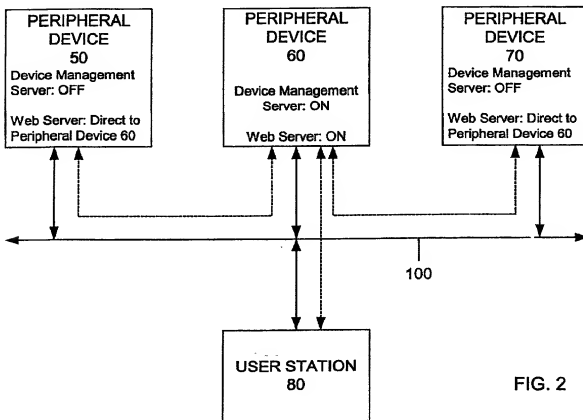 PERIPHERAL
DEVICE
50
Device Management
Server: OFF
Web Server: Direct to
Peripheral Device 60
PERIPHERAL
DEVICE
60
Device Management
Server: ON
Web Server: ON
PERIPHERAL
DEVICE
70
Device Management
Server: OFF
Web Server: Direct to
Peripheral Device 60
100
USER STATION
80
FIG. 2